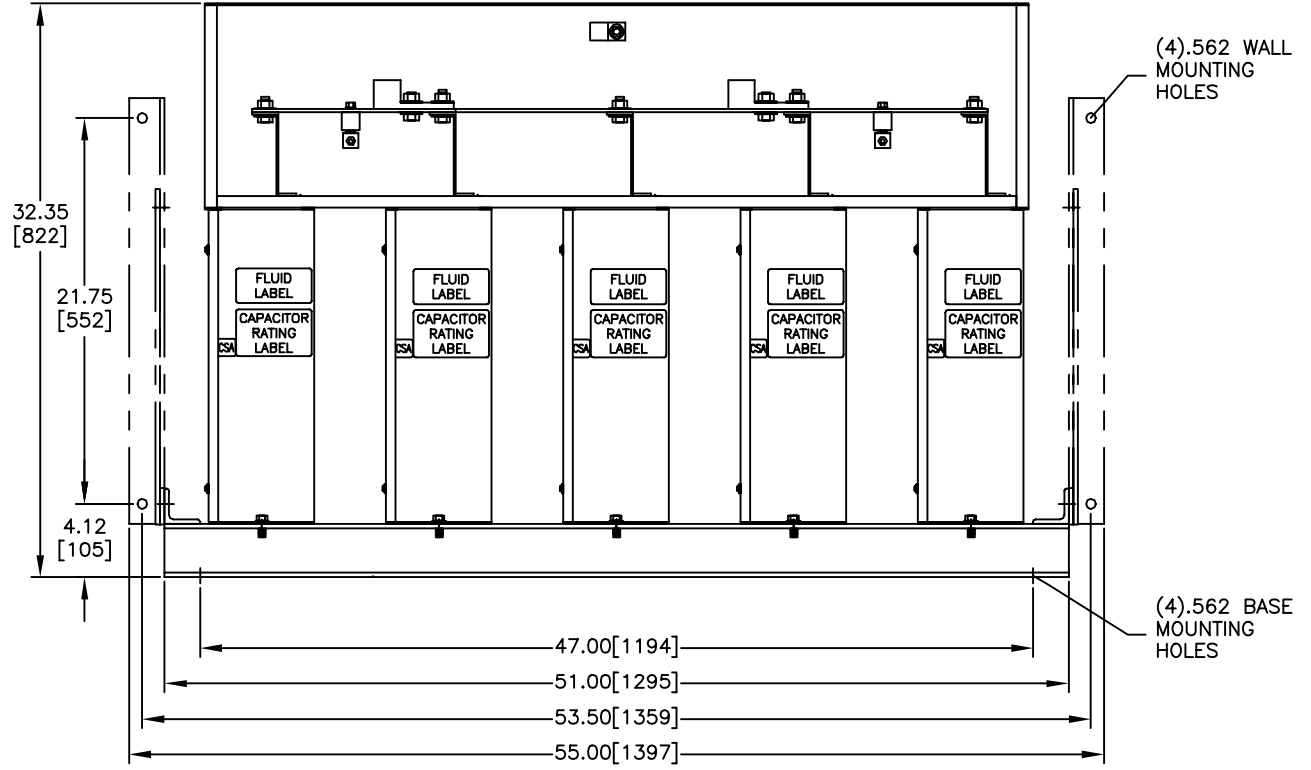 (4).562 WALL
MOUNTING
HOLES
32.35
[822]
21.75
[552]
4.12
[105]
FLUID
LABEL
CAPACITOR
RATING
LABEL
CSA
FLUID
LABEL
CAPACITOR
RATING
LABEL
CSA
FLUID
LABEL
CAPACITOR
RATING
LABEL
CSA
FLUID
LABEL
CAPACITOR
RATING
LABEL
CSA
FLUID
LABEL
CAPACITOR
RATING
LABEL
CSA
(4).562 BASE
MOUNTING
HOLES
47.00[1194]
51.00[1295]
53.50[1359]
55.00[1397]